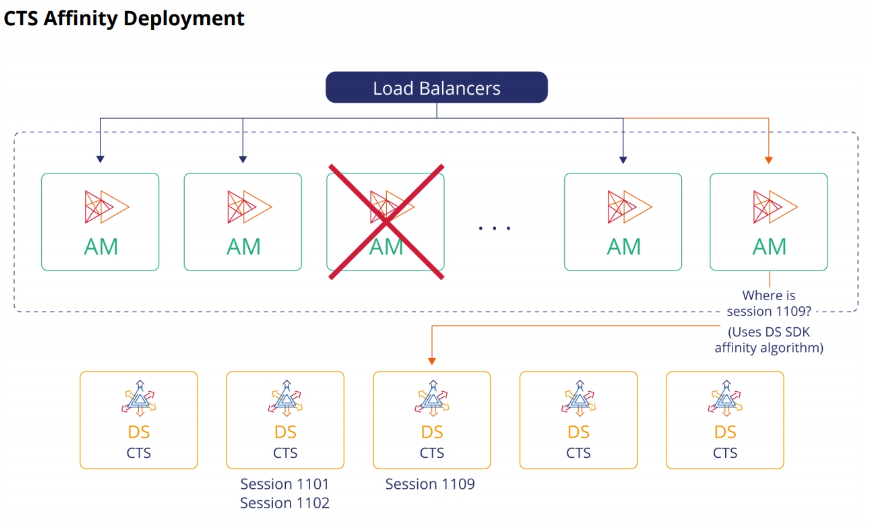 CTS Affinity Deployment
Load Balancers
AM
AM
AM
...
AM
AM
Where is
session 1109?
(Uses DS SDK
affinity algorithm)
DS
CTS
DS
CTS
DS
CTS
DS
CTS
DS
CTS
Session 1101
Session 1102
Session 1109